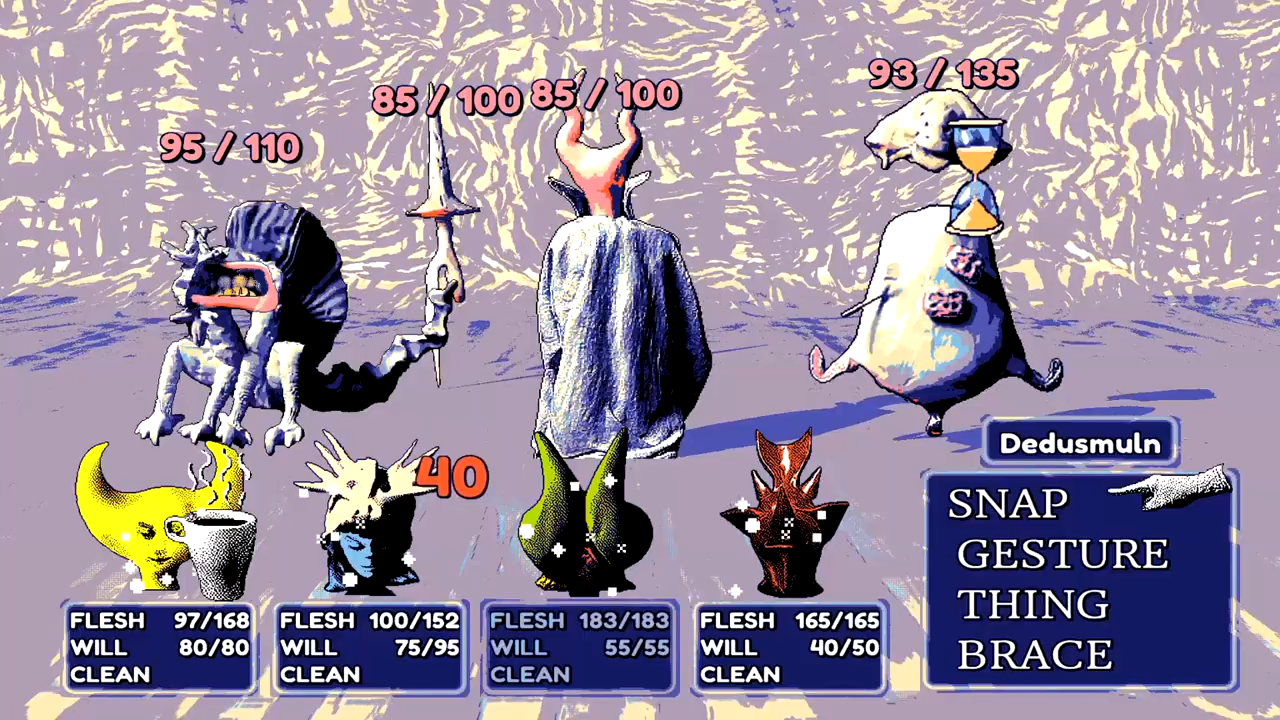 93 / 135
85 / 100
85 / 100
95 / 110
40
Dedusmuln
SNAP
GESTURE
THING
BRACE
FLESH 97/168
WILL 80/80
CLEAN
FLESH 100/152
WILL 75/95
CLEAN
FLESH 183/183
WILL 55/55
CLEAN
FLESH 165/165
WILL 40/50
CLEAN